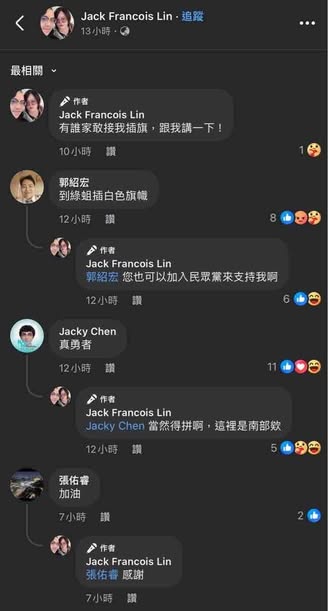 Jack Francois Lin · 追蹤
13小時 ·
最相關
作者
Jack Francois Lin
有誰家敢接我插旗，跟我講一下！
10小時 讚 1
郭紹宏
到綠蛆插白色旗幟
12小時 讚 8
作者
Jack Francois Lin
郭紹宏 您也可以加入民眾黨來支持我啊
12小時 讚 6
Jacky Chen
真勇者
12小時 讚 11
作者
Jack Francois Lin
Jacky Chen 當然得拼啊，這裡是南部欸
12小時 讚 5
張佑睿
加油
7小時 讚 2
作者
Jack Francois Lin
張佑睿 感謝
7小時 讚